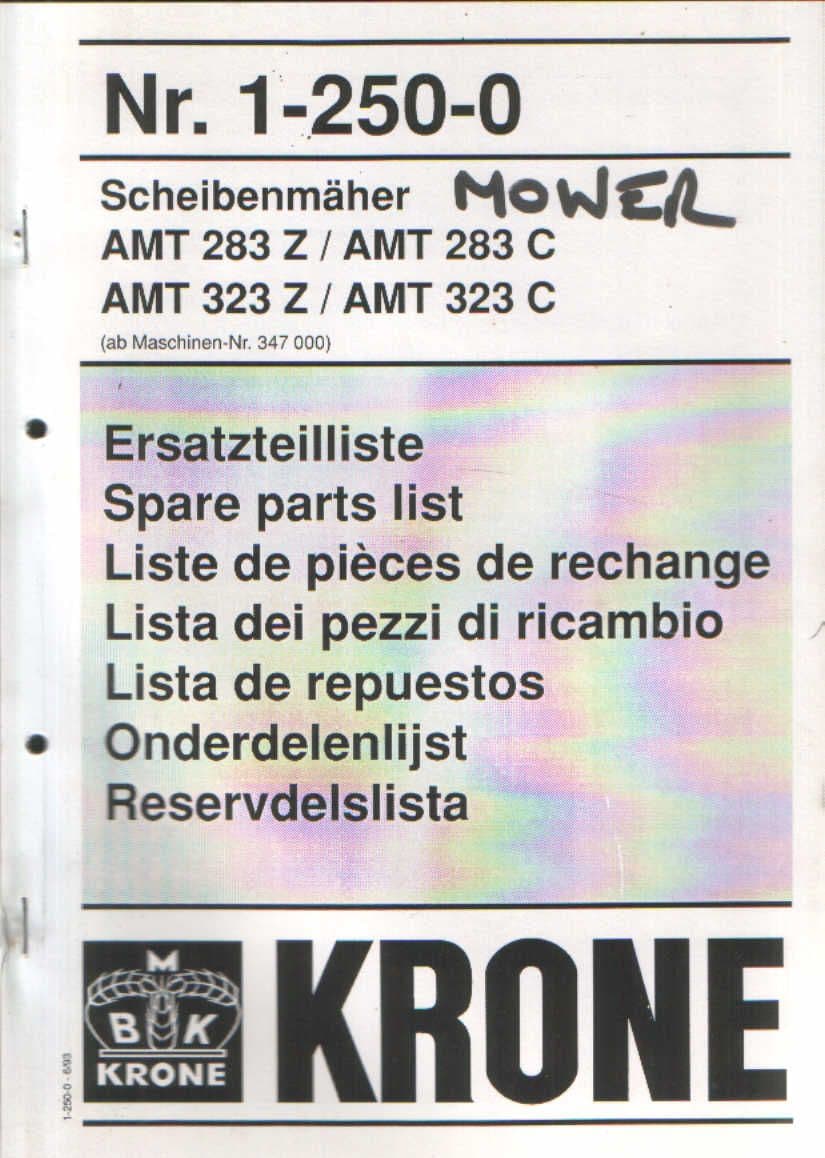 Nr. 1-250-0
Scheibenmäher MOWER
AMT 283 Z / AMT 283 C
AMT 323 Z / AMT 323 C
(ab Maschinen-Nr. 347 000)
Ersatzteilliste
Spare parts list
Liste de pièces de rechange
Lista dei pezzi di ricambio
Lista de repuestos
Onderdelenlijst
Reservdelslista
M
B K
KRONE
KRONE
1-250-0 - 6/93